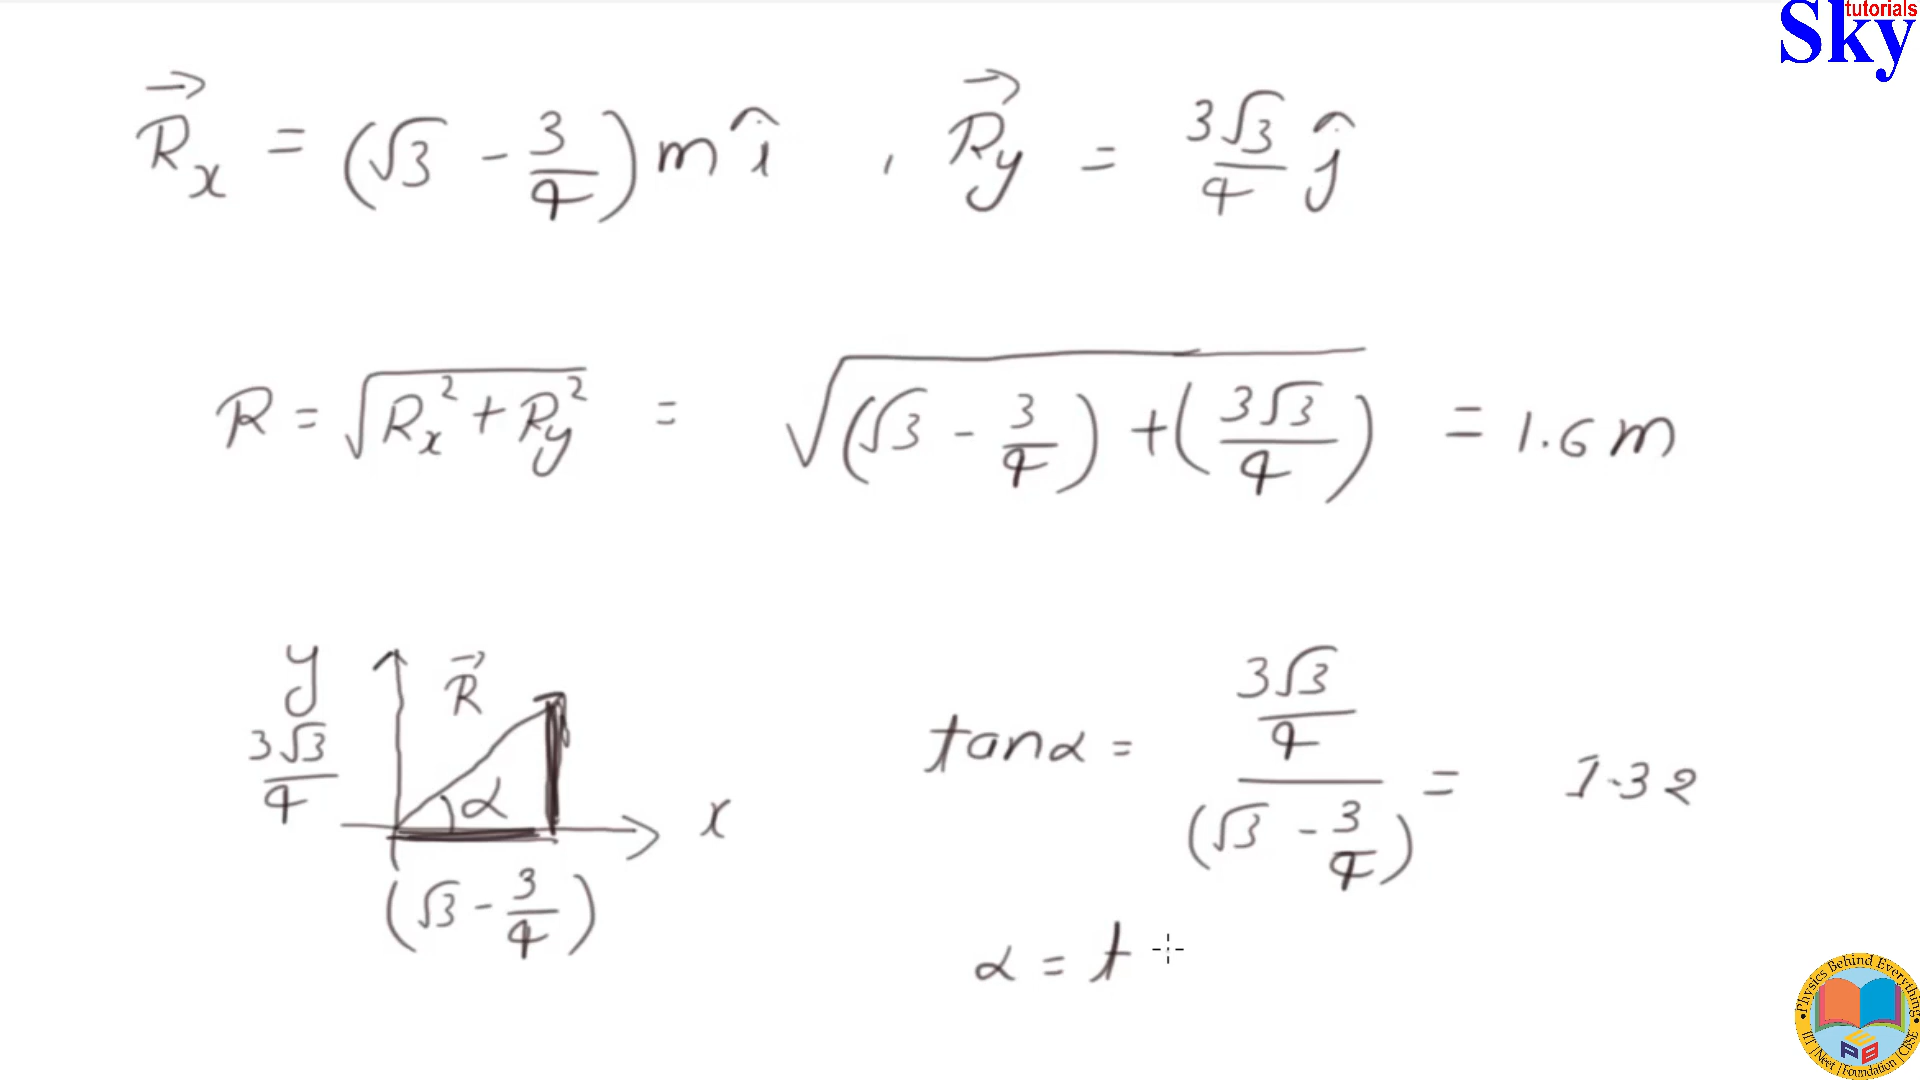 Sky tutorials
R⃗x = (√3 - 3/4) m î , R⃗y = 3√3/4 ĵ
R = √(Rx² + Ry²) = √((√3 - 3/4) + (3√3/4)) = 1.6 m
y
R⃗
3√3/4
α
x
(√3 - 3/4)
tanα = (3√3/4)/(√3 - 3/4) = 1.32
α = t
Physics Behind Everything
PBE
IIT | Neet | Foundation | CBSE